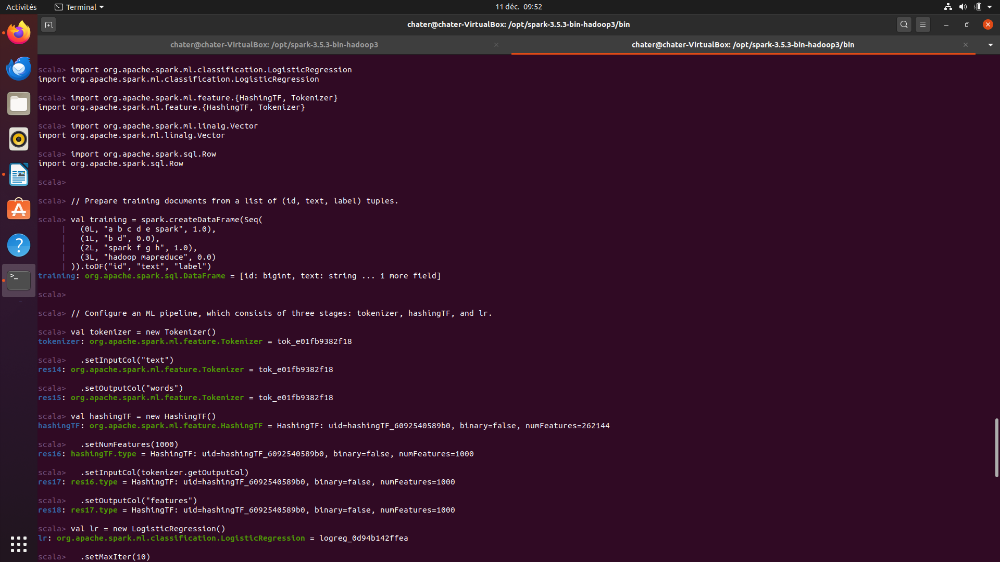 Activités
Terminal
11 déc. 09:52
chater@chater-VirtualBox: /opt/spark-3.5.3-bin-hadoop3/bin
chater@chater-VirtualBox: /opt/spark-3.5.3-bin-hadoop3
chater@chater-VirtualBox: /opt/spark-3.5.3-bin-hadoop3/bin
scala> import org.apache.spark.ml.classification.LogisticRegression
import org.apache.spark.ml.classification.LogisticRegression
scala> import org.apache.spark.ml.feature.{HashingTF, Tokenizer}
import org.apache.spark.ml.feature.{HashingTF, Tokenizer}
scala> import org.apache.spark.ml.linalg.Vector
import org.apache.spark.ml.linalg.Vector
scala> import org.apache.spark.sql.Row
import org.apache.spark.sql.Row
scala>
scala> // Prepare training documents from a list of (id, text, label) tuples.
scala> val training = spark.createDataFrame(Seq(
     |   (0L, "a b c d e spark", 1.0),
     |   (1L, "b d", 0.0),
     |   (2L, "spark f g h", 1.0),
     |   (3L, "hadoop mapreduce", 0.0)
     | )).toDF("id", "text", "label")
training: org.apache.spark.sql.DataFrame = [id: bigint, text: string ... 1 more field]
scala>
scala> // Configure an ML pipeline, which consists of three stages: tokenizer, hashingTF, and lr.
scala> val tokenizer = new Tokenizer()
tokenizer: org.apache.spark.ml.feature.Tokenizer = tok_e01fb9382f18
scala>   .setInputCol("text")
res14: org.apache.spark.ml.feature.Tokenizer = tok_e01fb9382f18
scala>   .setOutputCol("words")
res15: org.apache.spark.ml.feature.Tokenizer = tok_e01fb9382f18
scala> val hashingTF = new HashingTF()
hashingTF: org.apache.spark.ml.feature.HashingTF = HashingTF: uid=hashingTF_6092540589b0, binary=false, numFeatures=262144
scala>   .setNumFeatures(1000)
res16: hashingTF.type = HashingTF: uid=hashingTF_6092540589b0, binary=false, numFeatures=1000
scala>   .setInputCol(tokenizer.getOutputCol)
res17: res16.type = HashingTF: uid=hashingTF_6092540589b0, binary=false, numFeatures=1000
scala>   .setOutputCol("features")
res18: res17.type = HashingTF: uid=hashingTF_6092540589b0, binary=false, numFeatures=1000
scala> val lr = new LogisticRegression()
lr: org.apache.spark.ml.classification.LogisticRegression = logreg_0d94b142ffea
scala>   .setMaxIter(10)